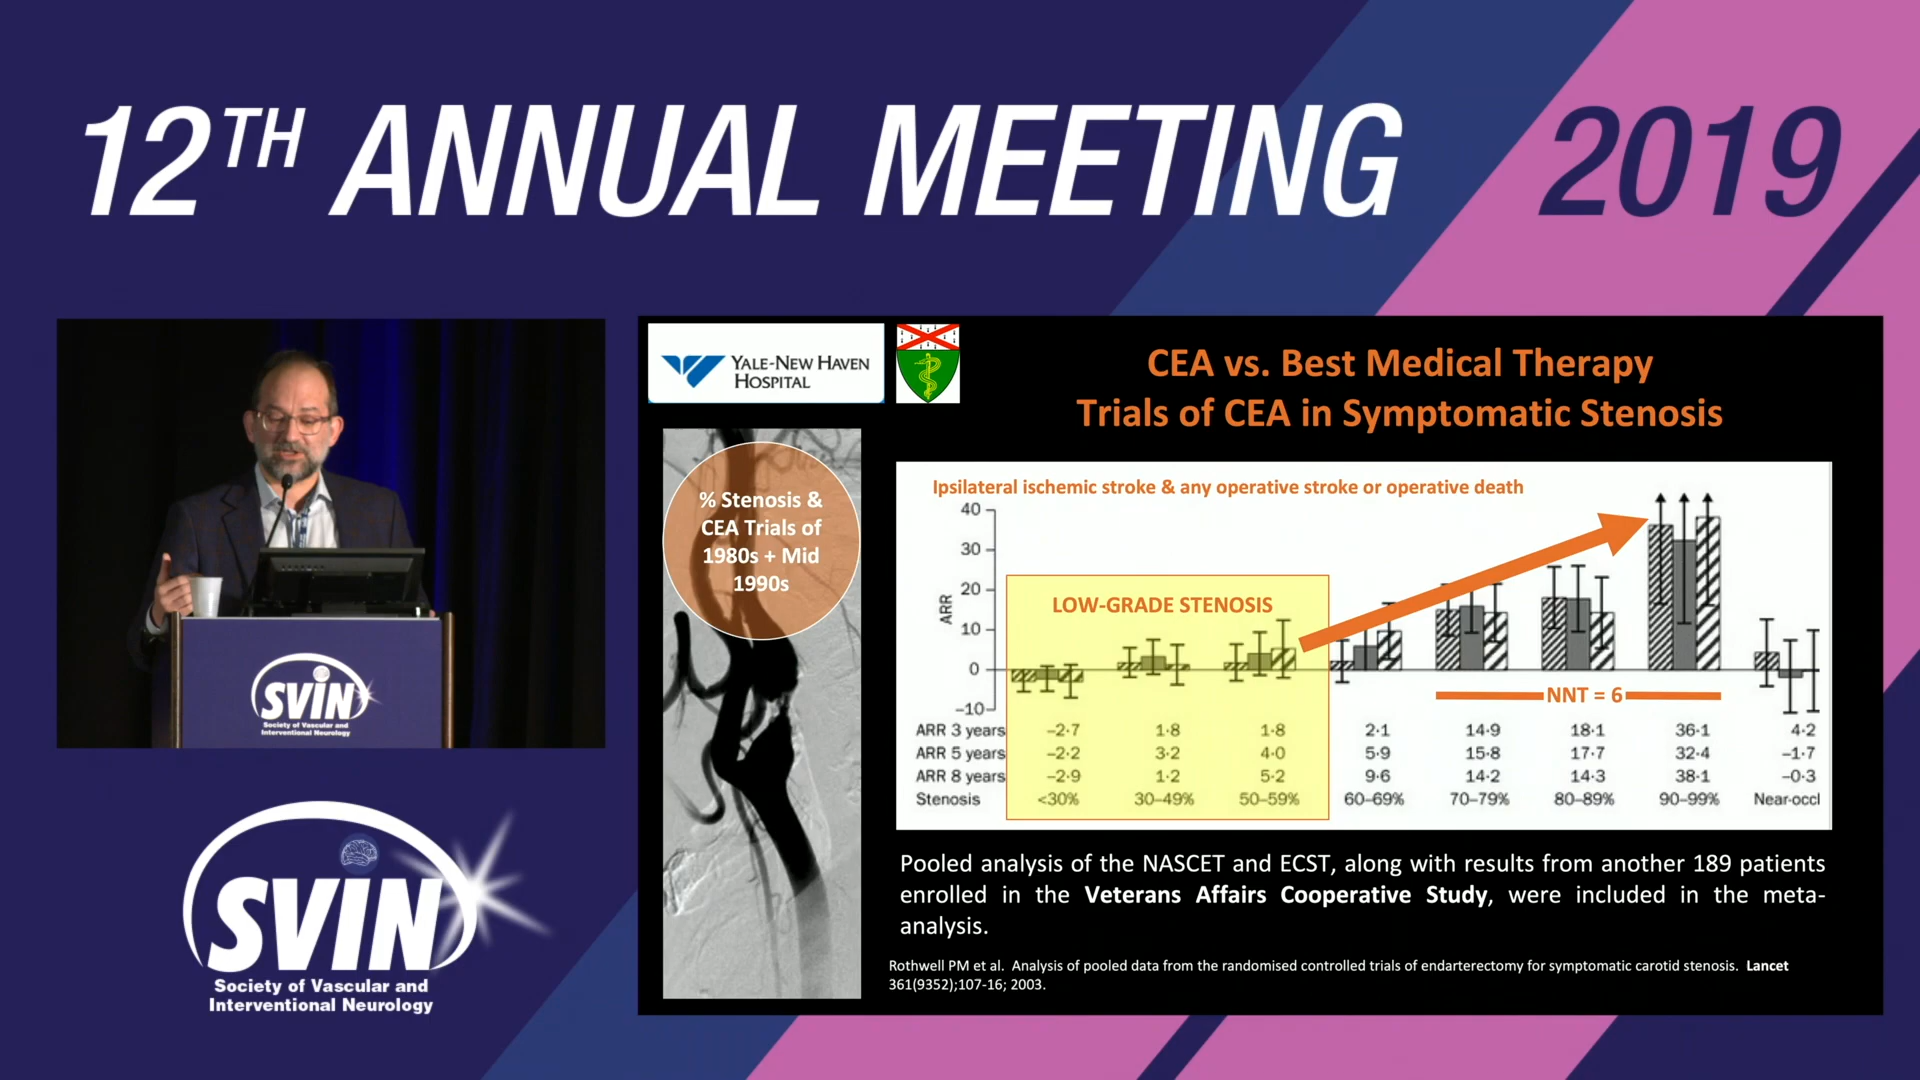 12TH ANNUAL MEETING 2019
YALE-NEW HAVEN
HOSPITAL
CEA vs. Best Medical Therapy
Trials of CEA in Symptomatic Stenosis
% Stenosis &
CEA Trials of
1980s + Mid
1990s
Ipsilateral ischemic stroke & any operative stroke or operative death
40
30
20
10
0
–10
ARR
LOW-GRADE STENOSIS
NNT = 6
ARR 3 years –2·7 1·8 1·8 2·1 14·9 18·1 36·1 4·2
ARR 5 years –2·2 3·2 4·0 5·9 15·8 17·7 32·4 –1·7
ARR 8 years –2·9 1·2 5·2 9·6 14·2 14·3 38·1 –0·3
Stenosis <30% 30–49% 50–59% 60–69% 70–79% 80–89% 90–99% Near-occl
Pooled analysis of the NASCET and ECST, along with results from another 189 patients
enrolled in the Veterans Affairs Cooperative Study, were included in the meta-
analysis.
Rothwell PM et al. Analysis of pooled data from the randomised controlled trials of endarterectomy for symptomatic carotid stenosis. Lancet
361(9352);107-16; 2003.
SVIN
Society of Vascular and
Interventional Neurology
SVIN
Society of Vascular and
Interventional Neurology